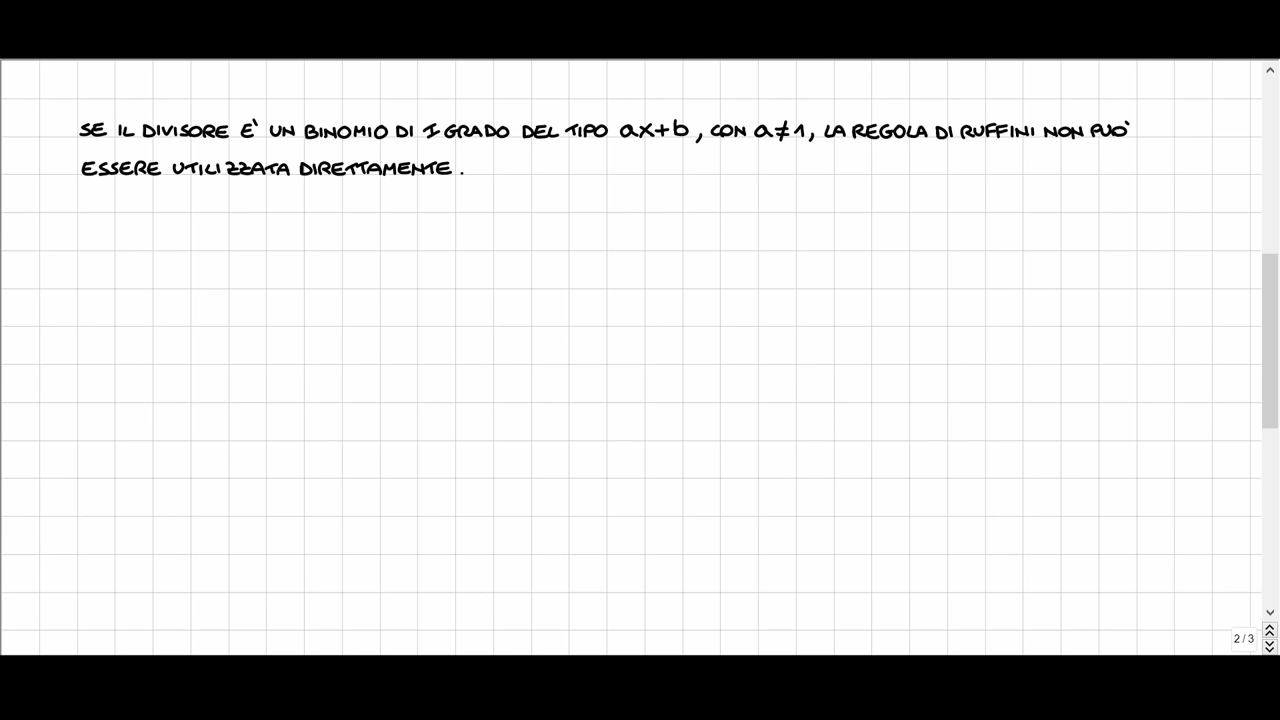 SE IL DIVISORE E' UN BINOMIO DI I GRADO DEL TIPO ax+b, CON a≠1, LA REGOLA DI RUFFINI NON PUO'
ESSERE UTILIZZATA DIRETTAMENTE.
2/3